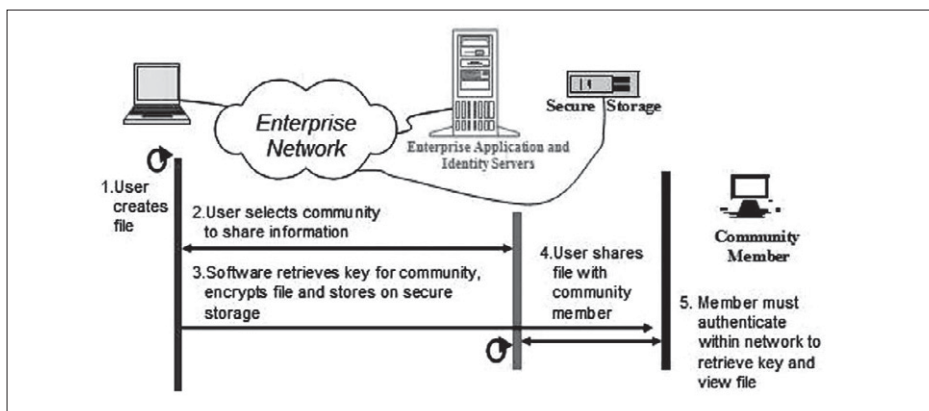 Enterprise
Network
Enterprise Application and
Identity Servers
Secure Storage
1.User
creates
file
2.User selects community
to share information
3.Software retrieves key for community,
encrypts file and stores on secure
storage
4.User shares
file with
community
member
Community
Member
5. Member must
authenticate
within network to
retrieve key and
view file